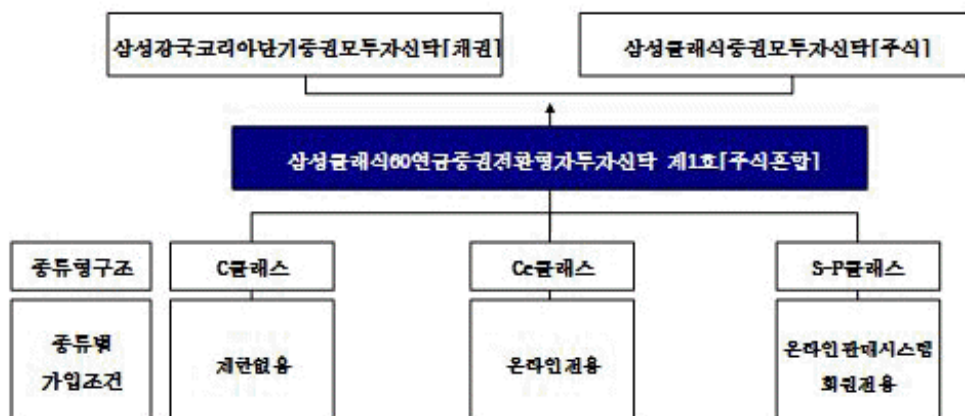 삼성강국코리아단기증권모투자신탁[채권]
삼성클래식증권모투자신탁[주식]
삼성클래식60연금증권전환형자투자신탁 제1호[주식혼합]
종류형구조
C클래스
Ce클래스
S-P클래스
종류별
가입조건
제한없음
온라인전용
온라인판매시스템
회원전용